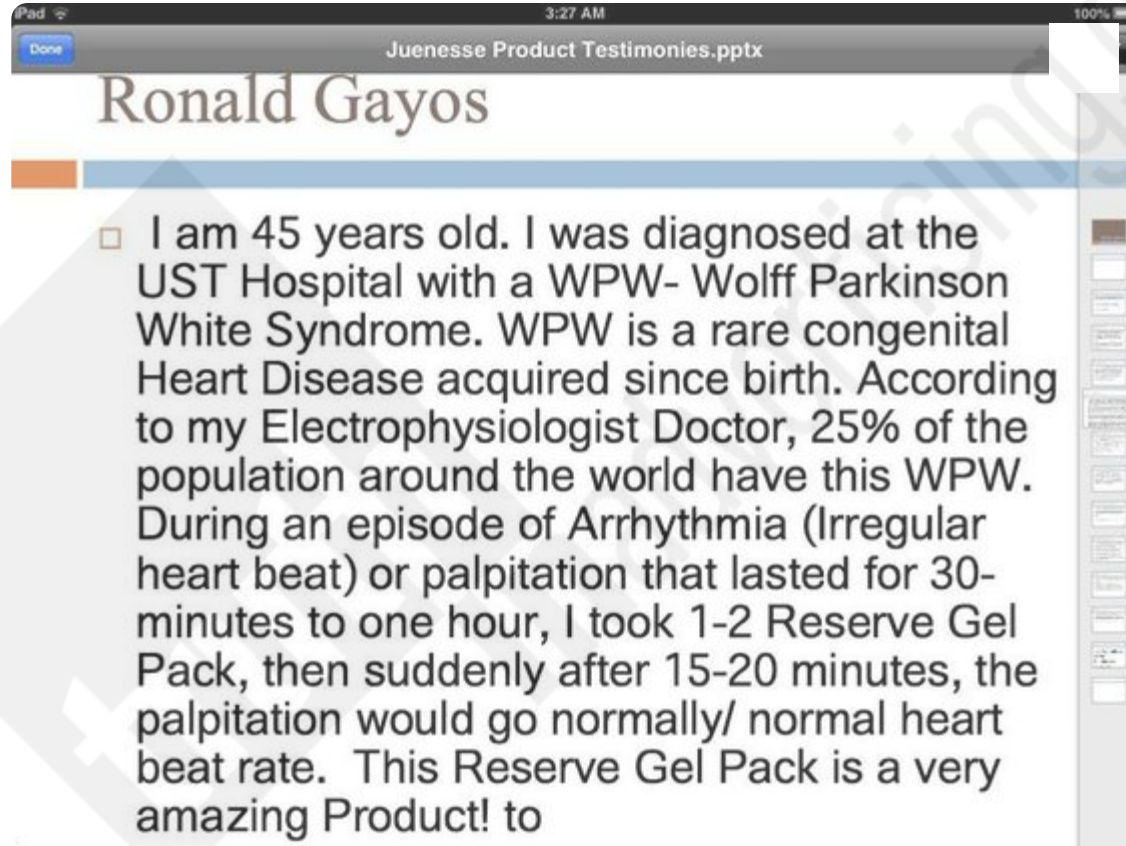 iPad 3:27 AM 100%
Done Juenesse Product Testimonies.pptx
Ronald Gayos
I am 45 years old. I was diagnosed at the
UST Hospital with a WPW- Wolff Parkinson
White Syndrome. WPW is a rare congenital
Heart Disease acquired since birth. According
to my Electrophysiologist Doctor, 25% of the
population around the world have this WPW.
During an episode of Arrhythmia (Irregular
heart beat) or palpitation that lasted for 30-
minutes to one hour, I took 1-2 Reserve Gel
Pack, then suddenly after 15-20 minutes, the
palpitation would go normally/ normal heart
beat rate. This Reserve Gel Pack is a very
amazing Product! to